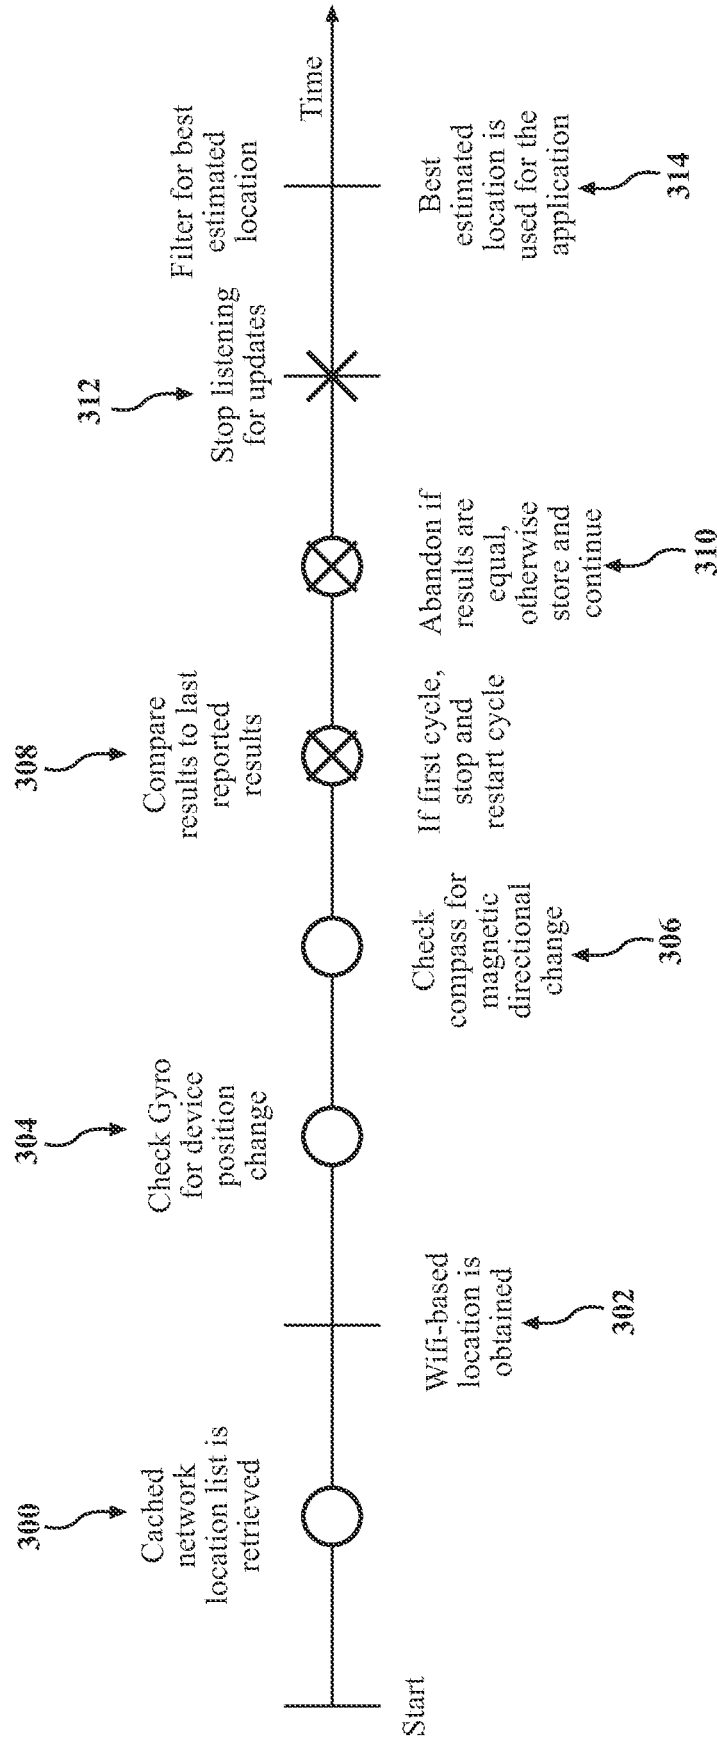 300
Cached
network
location list is
retrieved
304
Check Gyro
for device
position
change
308
Compare
results to last
reported
results
312
Stop listening
for updates
Filter for best
estimated
location
Time
Start
Wifi-based
location is
obtained
302
Check
compass for
magnetic
directional
change
306
If first cycle,
stop and
restart cycle
Abandon if
results are
equal,
otherwise
store and
continue
310
Best
estimated
location is
used for the
application
314